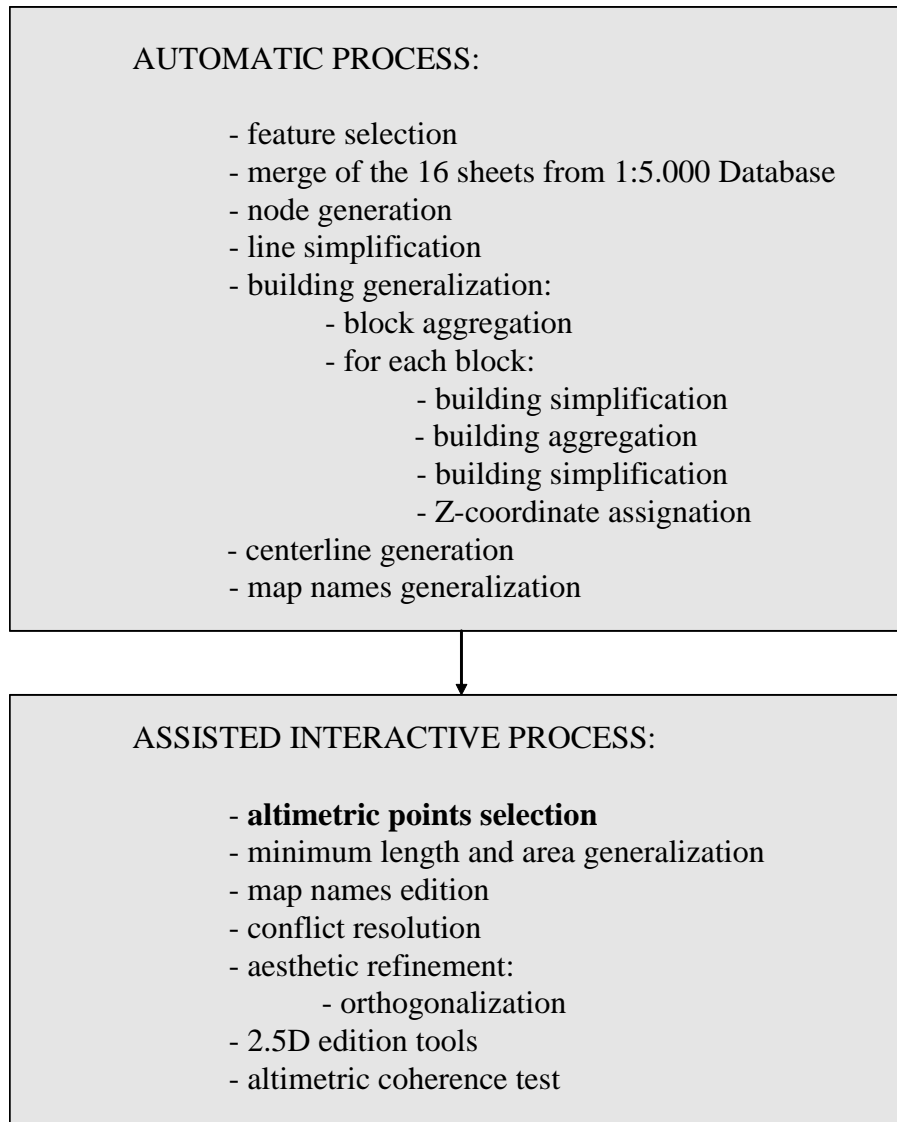 AUTOMATIC PROCESS:
- feature selection
- merge of the 16 sheets from 1:5.000 Database
- node generation
- line simplification
- building generalization:
- block aggregation
- for each block:
- building simplification
- building aggregation
- building simplification
- Z-coordinate assignation
- centerline generation
- map names generalization
ASSISTED INTERACTIVE PROCESS:
- altimetric points selection
- minimum length and area generalization
- map names edition
- conflict resolution
- aesthetic refinement:
- orthogonalization
- 2.5D edition tools
- altimetric coherence test